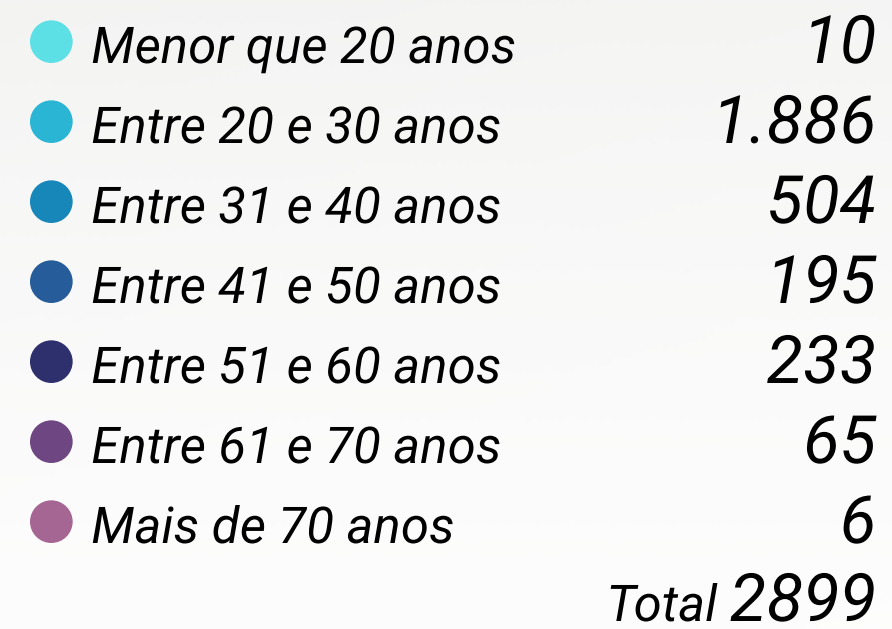 Menor que 20 anos 10
Entre 20 e 30 anos 1.886
Entre 31 e 40 anos 504
Entre 41 e 50 anos 195
Entre 51 e 60 anos 233
Entre 61 e 70 anos 65
Mais de 70 anos 6
Total 2899